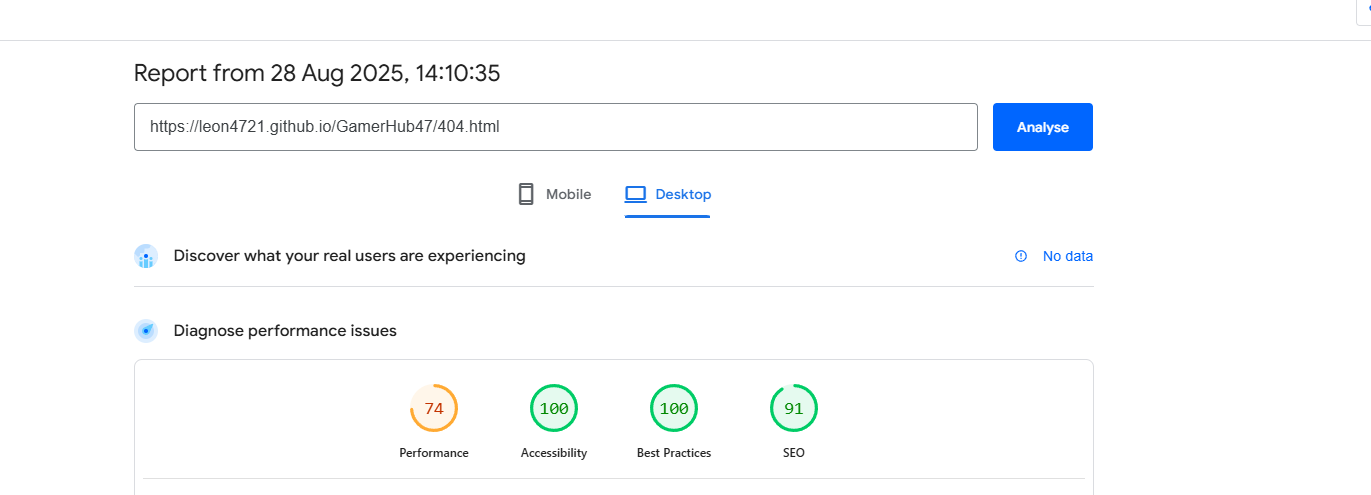 Report from 28 Aug 2025, 14:10:35
https://leon4721.github.io/GamerHub47/404.html
Analyse
Mobile
Desktop
Discover what your real users are experiencing
No data
Diagnose performance issues
74
100
100
91
Performance
Accessibility
Best Practices
SEO